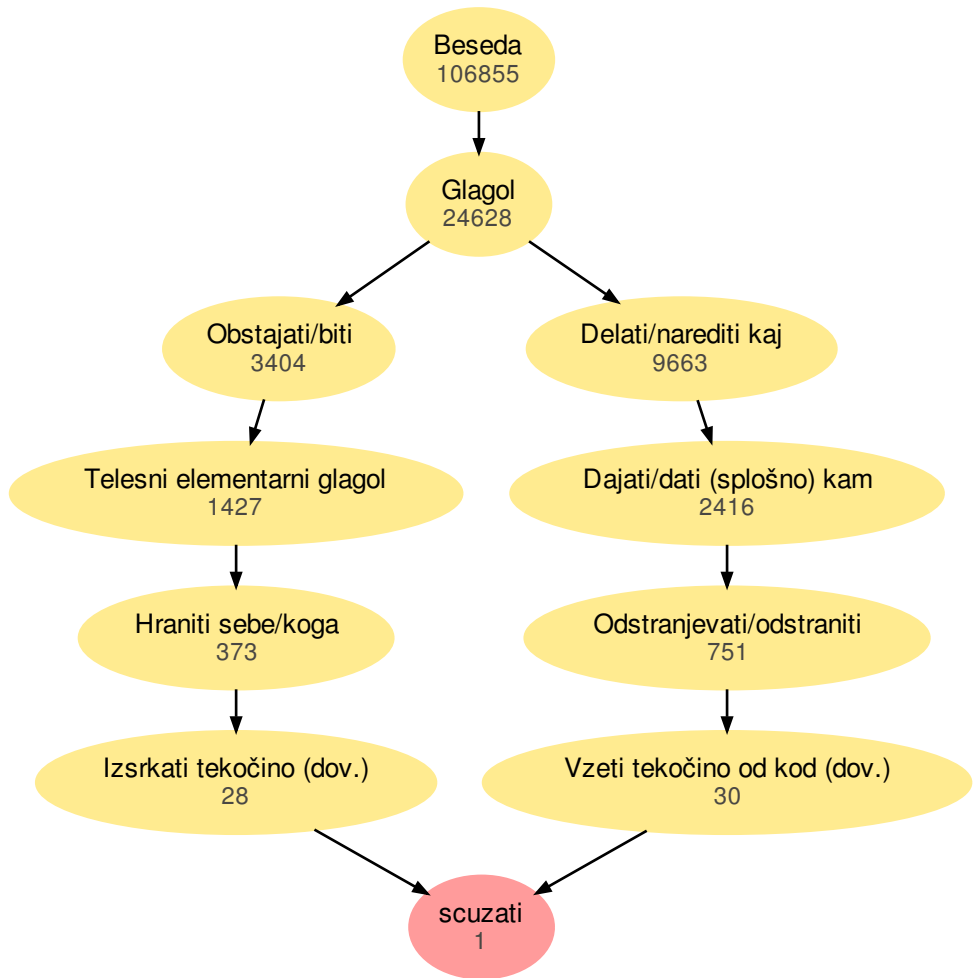 Beseda
106855
Glagol
24628
Obstajati/biti
3404
Delati/narediti kaj
9663
Telesni elementarni glagol
1427
Dajati/dati (splošno) kam
2416
Hraniti sebe/koga
373
Odstranjevati/odstraniti
751
Izsrkati tekočino (dov.)
28
Vzeti tekočino od kod (dov.)
30
scuzati
1